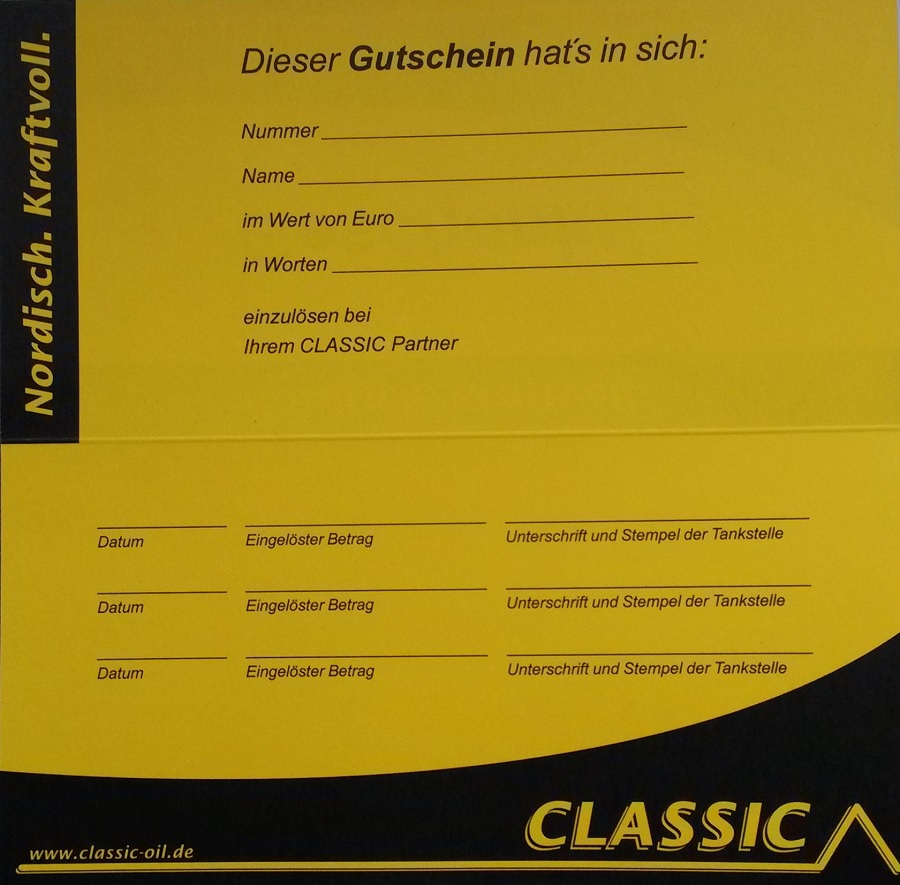 Nordisch. Kraftvoll.
Dieser Gutschein hat´s in sich:
Nummer
Name
im Wert von Euro
in Worten
einzulösen bei
Ihrem CLASSIC Partner
Datum Eingelöster Betrag Unterschrift und Stempel der Tankstelle
Datum Eingelöster Betrag Unterschrift und Stempel der Tankstelle
Datum Eingelöster Betrag Unterschrift und Stempel der Tankstelle
CLASSIC
www.classic-oil.de